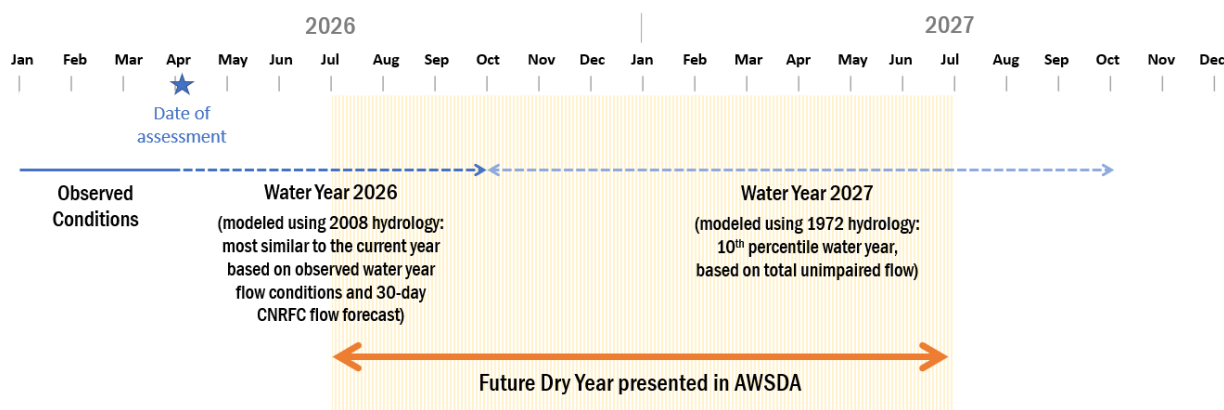 2026 2027
Jan Feb Mar Apr May Jun Jul Aug Sep Oct Nov Dec Jan Feb Mar Apr May Jun Jul Aug Sep Oct Nov Dec
Date of
assessment
Observed
Conditions
Water Year 2026
(modeled using 2008 hydrology:
most similar to the current year
based on observed water year
flow conditions and 30-day
CNRFC flow forecast)
Water Year 2027
(modeled using 1972 hydrology:
10th percentile water year,
based on total unimpaired flow)
Future Dry Year presented in AWSDA